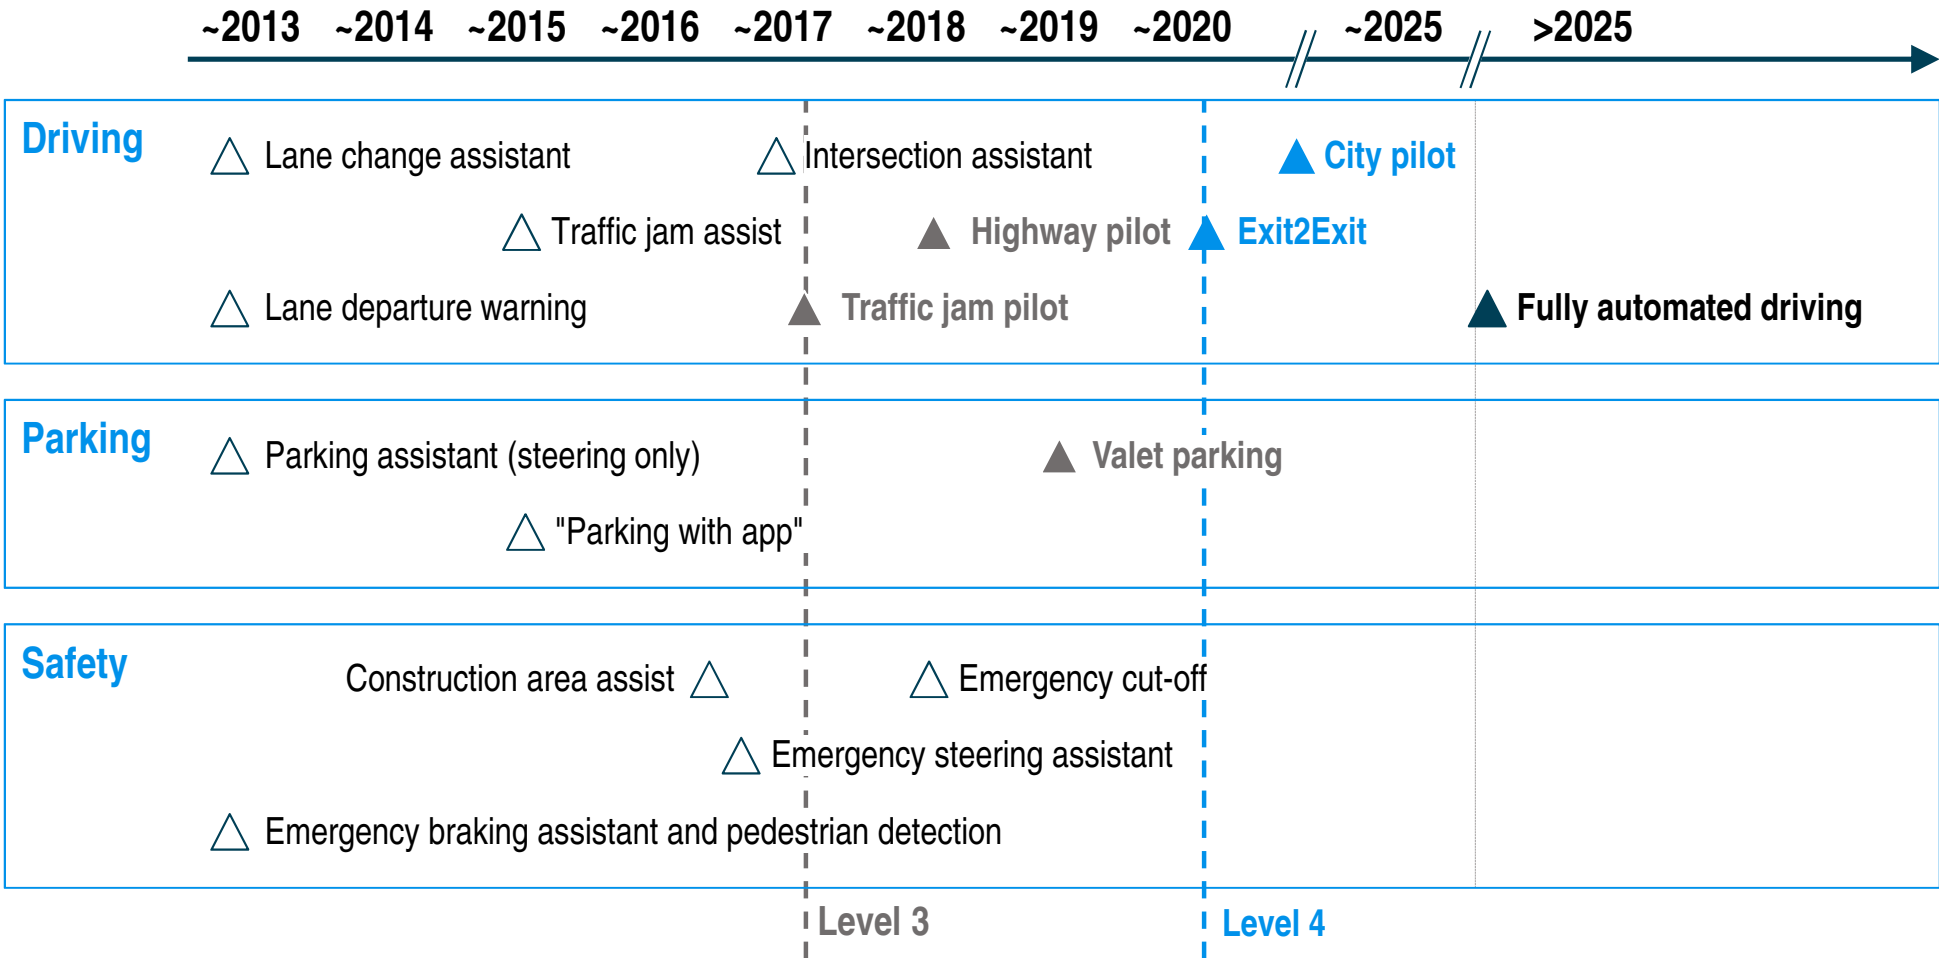 ~2013 ~2014 ~2015 ~2016 ~2017 ~2018 ~2019 ~2020 ~2025 >2025
Driving
Lane change assistant
Intersection assistant
City pilot
Traffic jam assist
Highway pilot
Exit2Exit
Lane departure warning
Traffic jam pilot
Fully automated driving
Parking
Parking assistant (steering only)
Valet parking
"Parking with app"
Safety
Construction area assist
Emergency cut-off
Emergency steering assistant
Emergency braking assistant and pedestrian detection
Level 3
Level 4